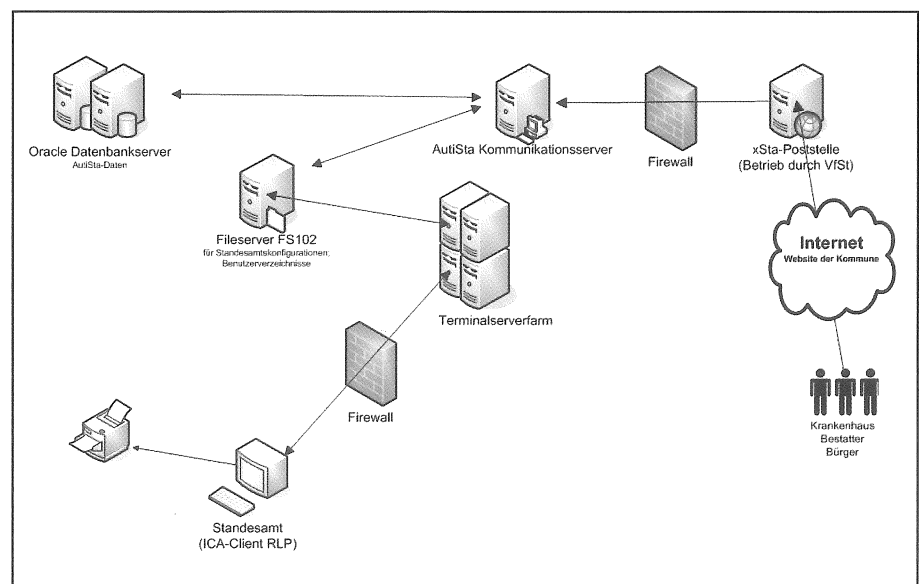 Oracle Datenbankserver
AutiSta-Daten
AutiSta Kommunikationsserver
Firewall
xSta-Poststelle
(Betrieb durch VfSt)
Fileserver FS102
für Standesamtskonfigurationen;
Benutzerverzeichnisse
Terminalserverfarm
Internet
Website der Kommune
Firewall
Krankenhaus
Bestatter
Bürger
Standesamt
(ICA-Client RLP)